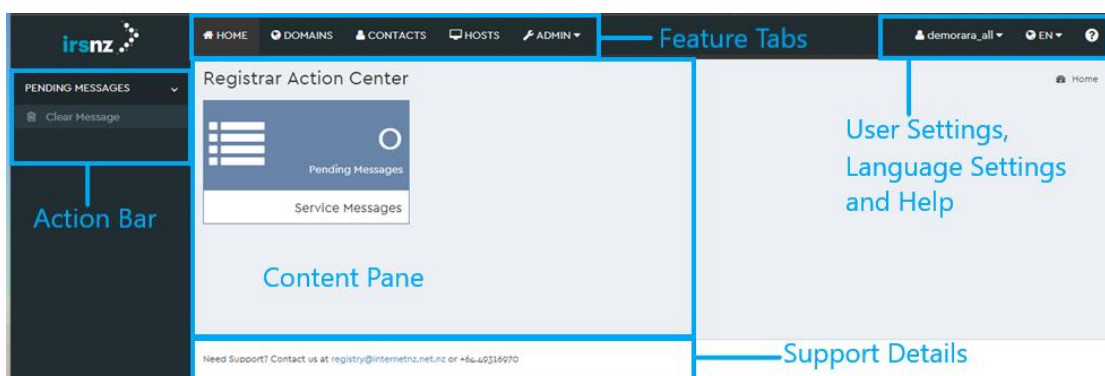 irsnz
HOME DOMAINS CONTACTS HOSTS ADMIN
Feature Tabs
demorara_all EN ?
PENDING MESSAGES
Clear Message
Registrar Action Center
Home
0
Pending Messages
Service Messages
User Settings,
Language Settings
and Help
Action Bar
Content Pane
Need Support? Contact us at registry@internetnz.net.nz or +64.49316970
Support Details